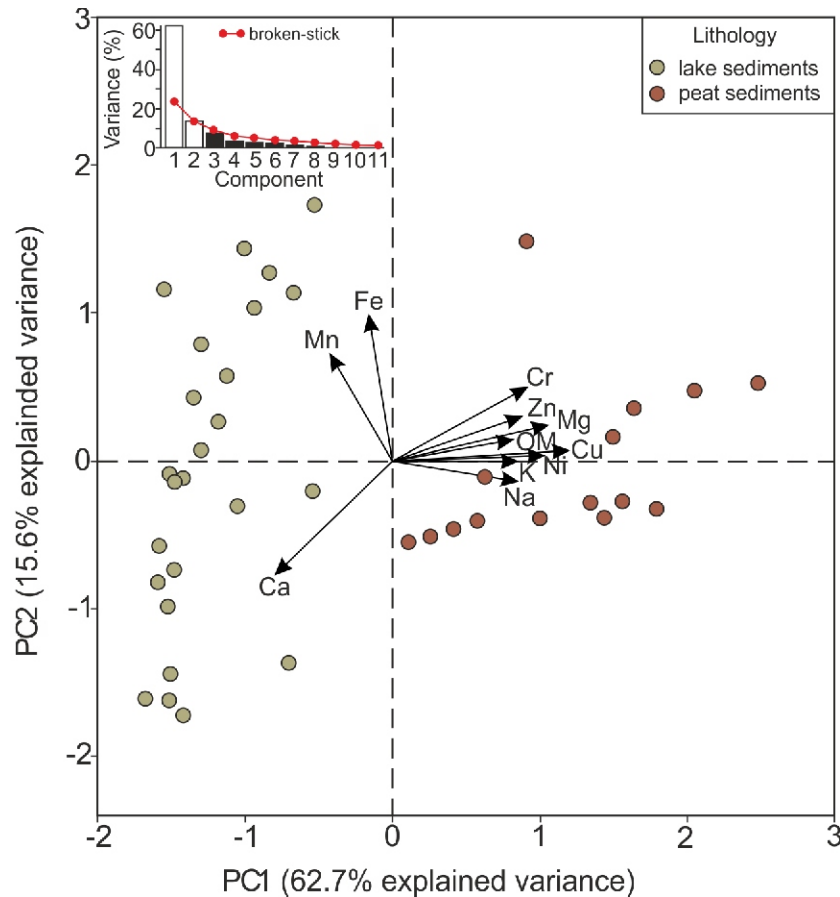 3
2
1
0
-1
-2
-2
-1
0
1
2
3
PC2 (15.6% explainded variance)
PC1 (62.7% explained variance)
60
40
20
0
Variance (%)
broken-stick
1 2 3 4 5 6 7 8 9 10 11
Component
Lithology
lake sediments
peat sediments
Fe
Mn
Cr
Zn
Mg
OM
Cu
Ni
K
Na
Ca